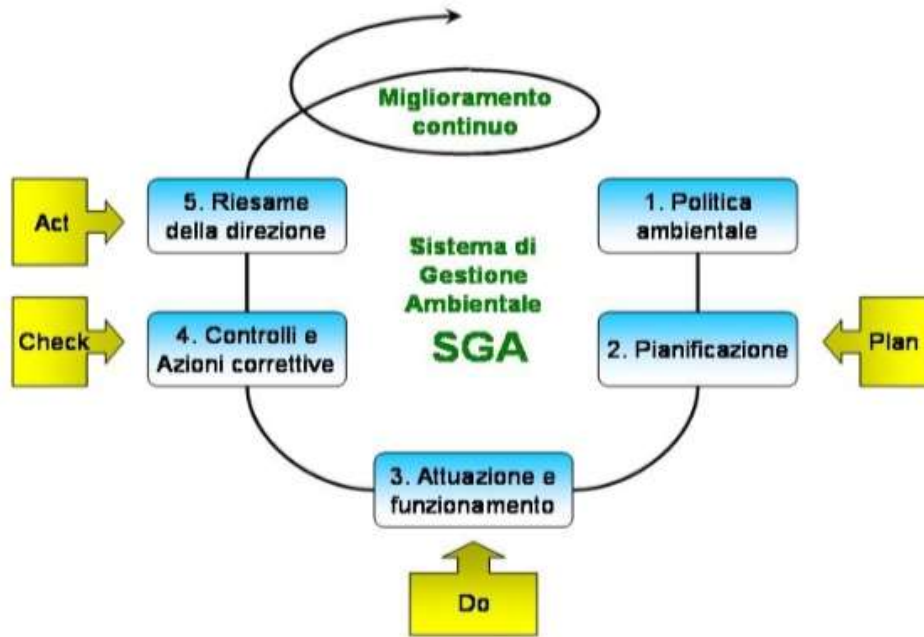 Miglioramento
continuo
Act
5. Riesame
della direzione
1. Politica
ambientale
Sistema di
Gestione
Ambientale
SGA
Check
4. Controlli e
Azioni correttive
2. Pianificazione
Plan
3. Attuazione e
funzionamento
Do